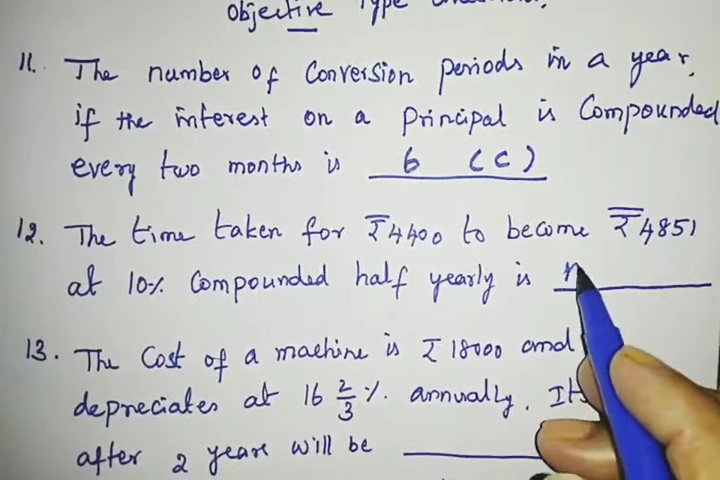 Objective Type
11. The number of Conversion periods in a year,
if the interest on a principal is Compounded
every two months is 6 (C)
12. The time taken for ₹4400 to become ₹4851
at 10% Compounded half yearly is
13. The Cost of a machine is ₹18000 and
depreciates at 16 2/3 %. annually. It
after 2 years will be